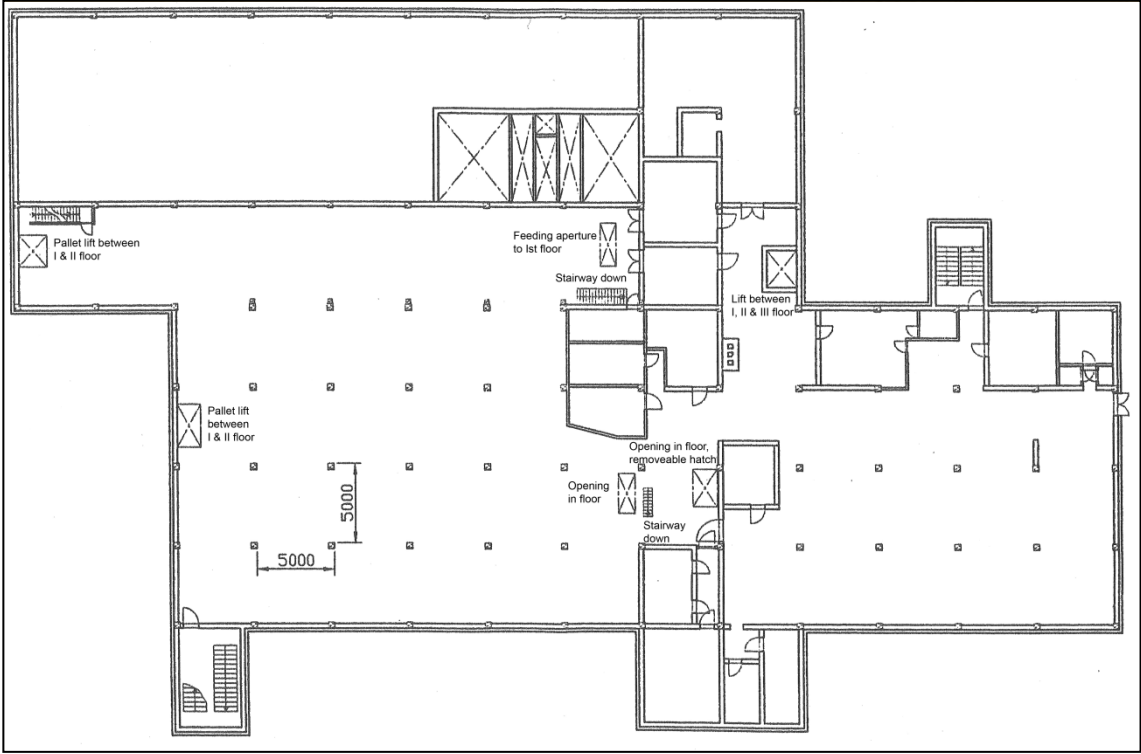 Pallet lift between
I & II floor
Feeding aperture
to Ist floor
Stairway down
Lift between
I, II & III floor
Pallet lift
between
I & II floor
Opening in floor,
removeable hatch
Opening
in floor
Stairway
down
5000
5000